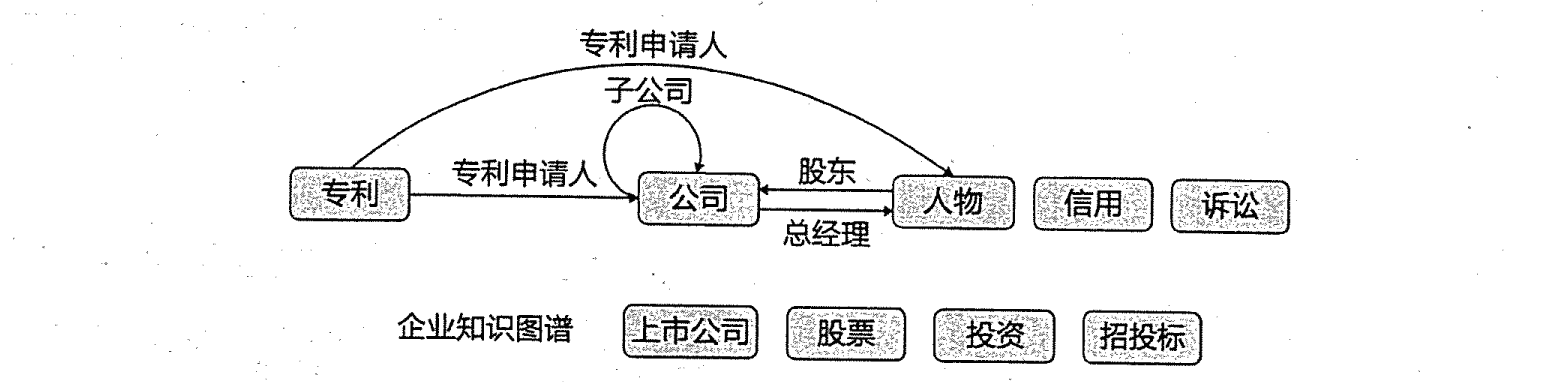 专利申请人
子公司
专利申请人
股东
专利
公司
人物
信用
诉讼
总经理
企业知识图谱
上市公司
股票
投资
招投标